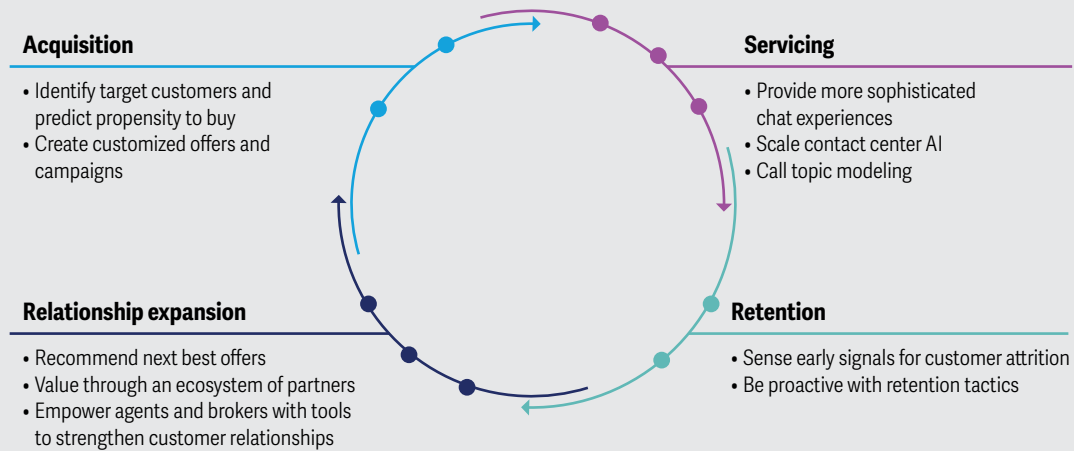 Acquisition
• Identify target customers and
predict propensity to buy
• Create customized offers and
campaigns
Servicing
• Provide more sophisticated
chat experiences
• Scale contact center AI
• Call topic modeling
Relationship expansion
• Recommend next best offers
• Value through an ecosystem of partners
• Empower agents and brokers with tools
to strengthen customer relationships
Retention
• Sense early signals for customer attrition
• Be proactive with retention tactics